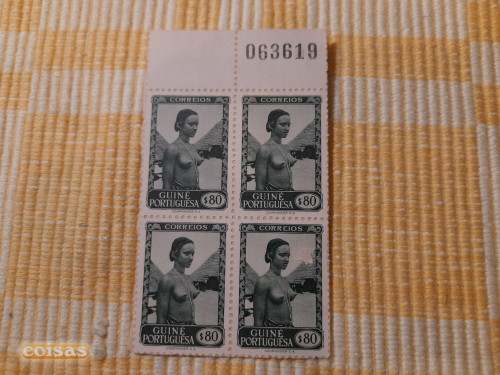 063619
CORREIOS
CORREIOS
GUINÉ
PORTUGUESA
$80
GUINÉ
PORTUGUESA
$80
CORREIOS
CORREIOS
GUINÉ
PORTUGUESA
$80
GUINÉ
PORTUGUESA
$80
coisas